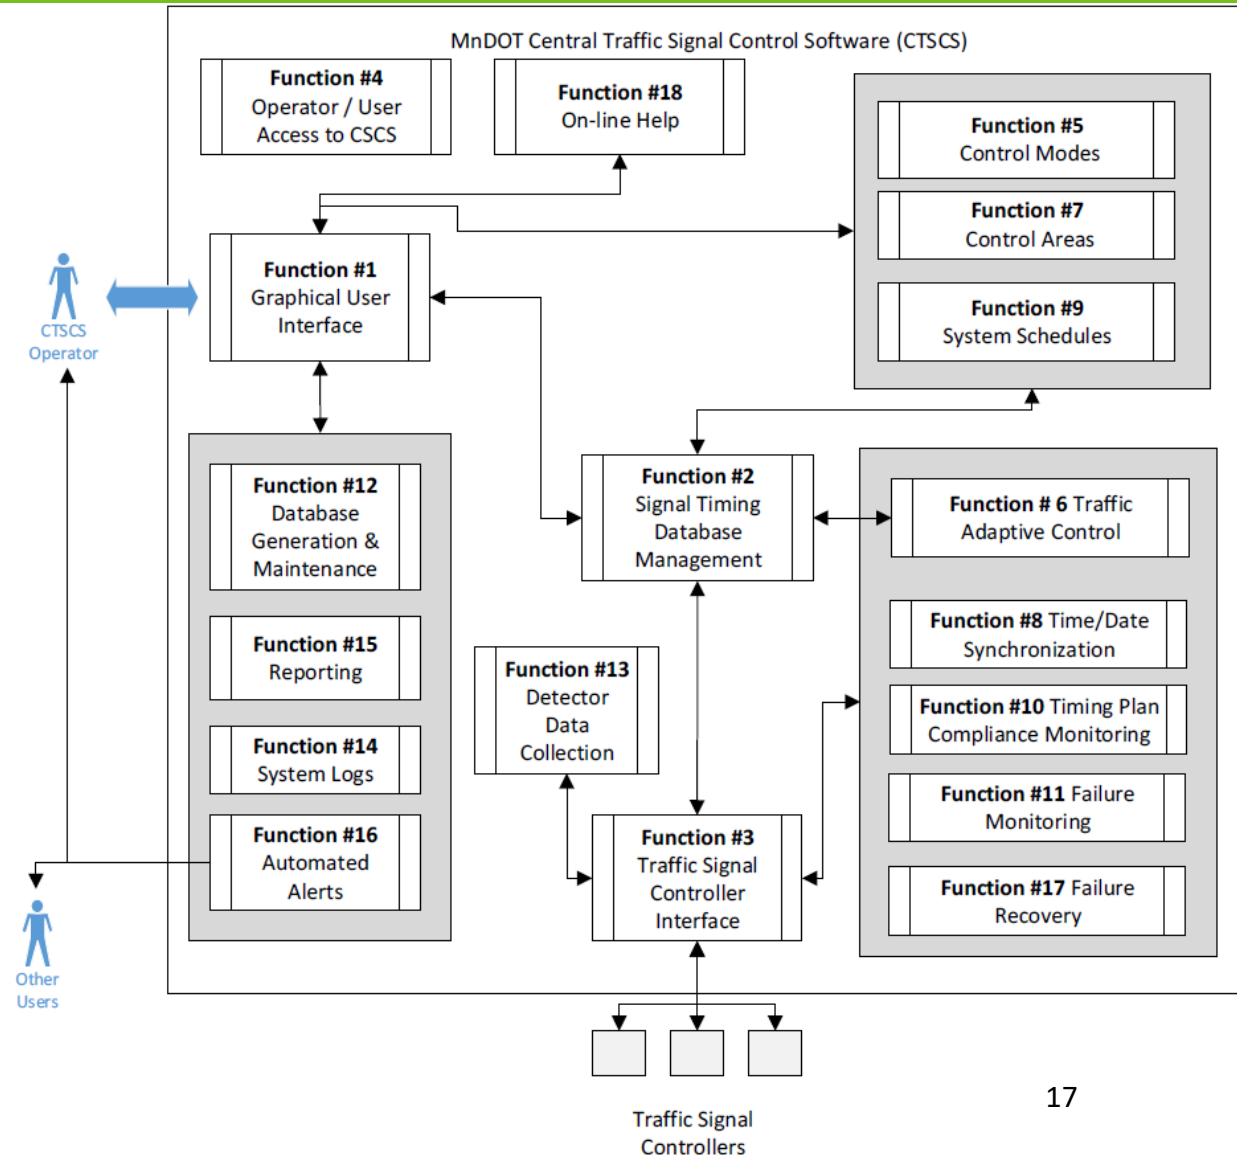 MnDOT Central Traffic Signal Control Software (CTSCS)
Function #4
Operator / User
Access to CSCS
Function #18
On-line Help
Function #5
Control Modes
Function #7
Control Areas
Function #9
System Schedules
Function #1
Graphical User
Interface
CTSCS
Operator
Function #12
Database
Generation &
Maintenance
Function #15
Reporting
Function #14
System Logs
Function #16
Automated
Alerts
Other
Users
Function #2
Signal Timing
Database
Management
Function #13
Detector
Data
Collection
Function #3
Traffic Signal
Controller
Interface
Function # 6 Traffic
Adaptive Control
Function #8 Time/Date
Synchronization
Function #10 Timing Plan
Compliance Monitoring
Function #11 Failure
Monitoring
Function #17 Failure
Recovery
Traffic Signal
Controllers
17